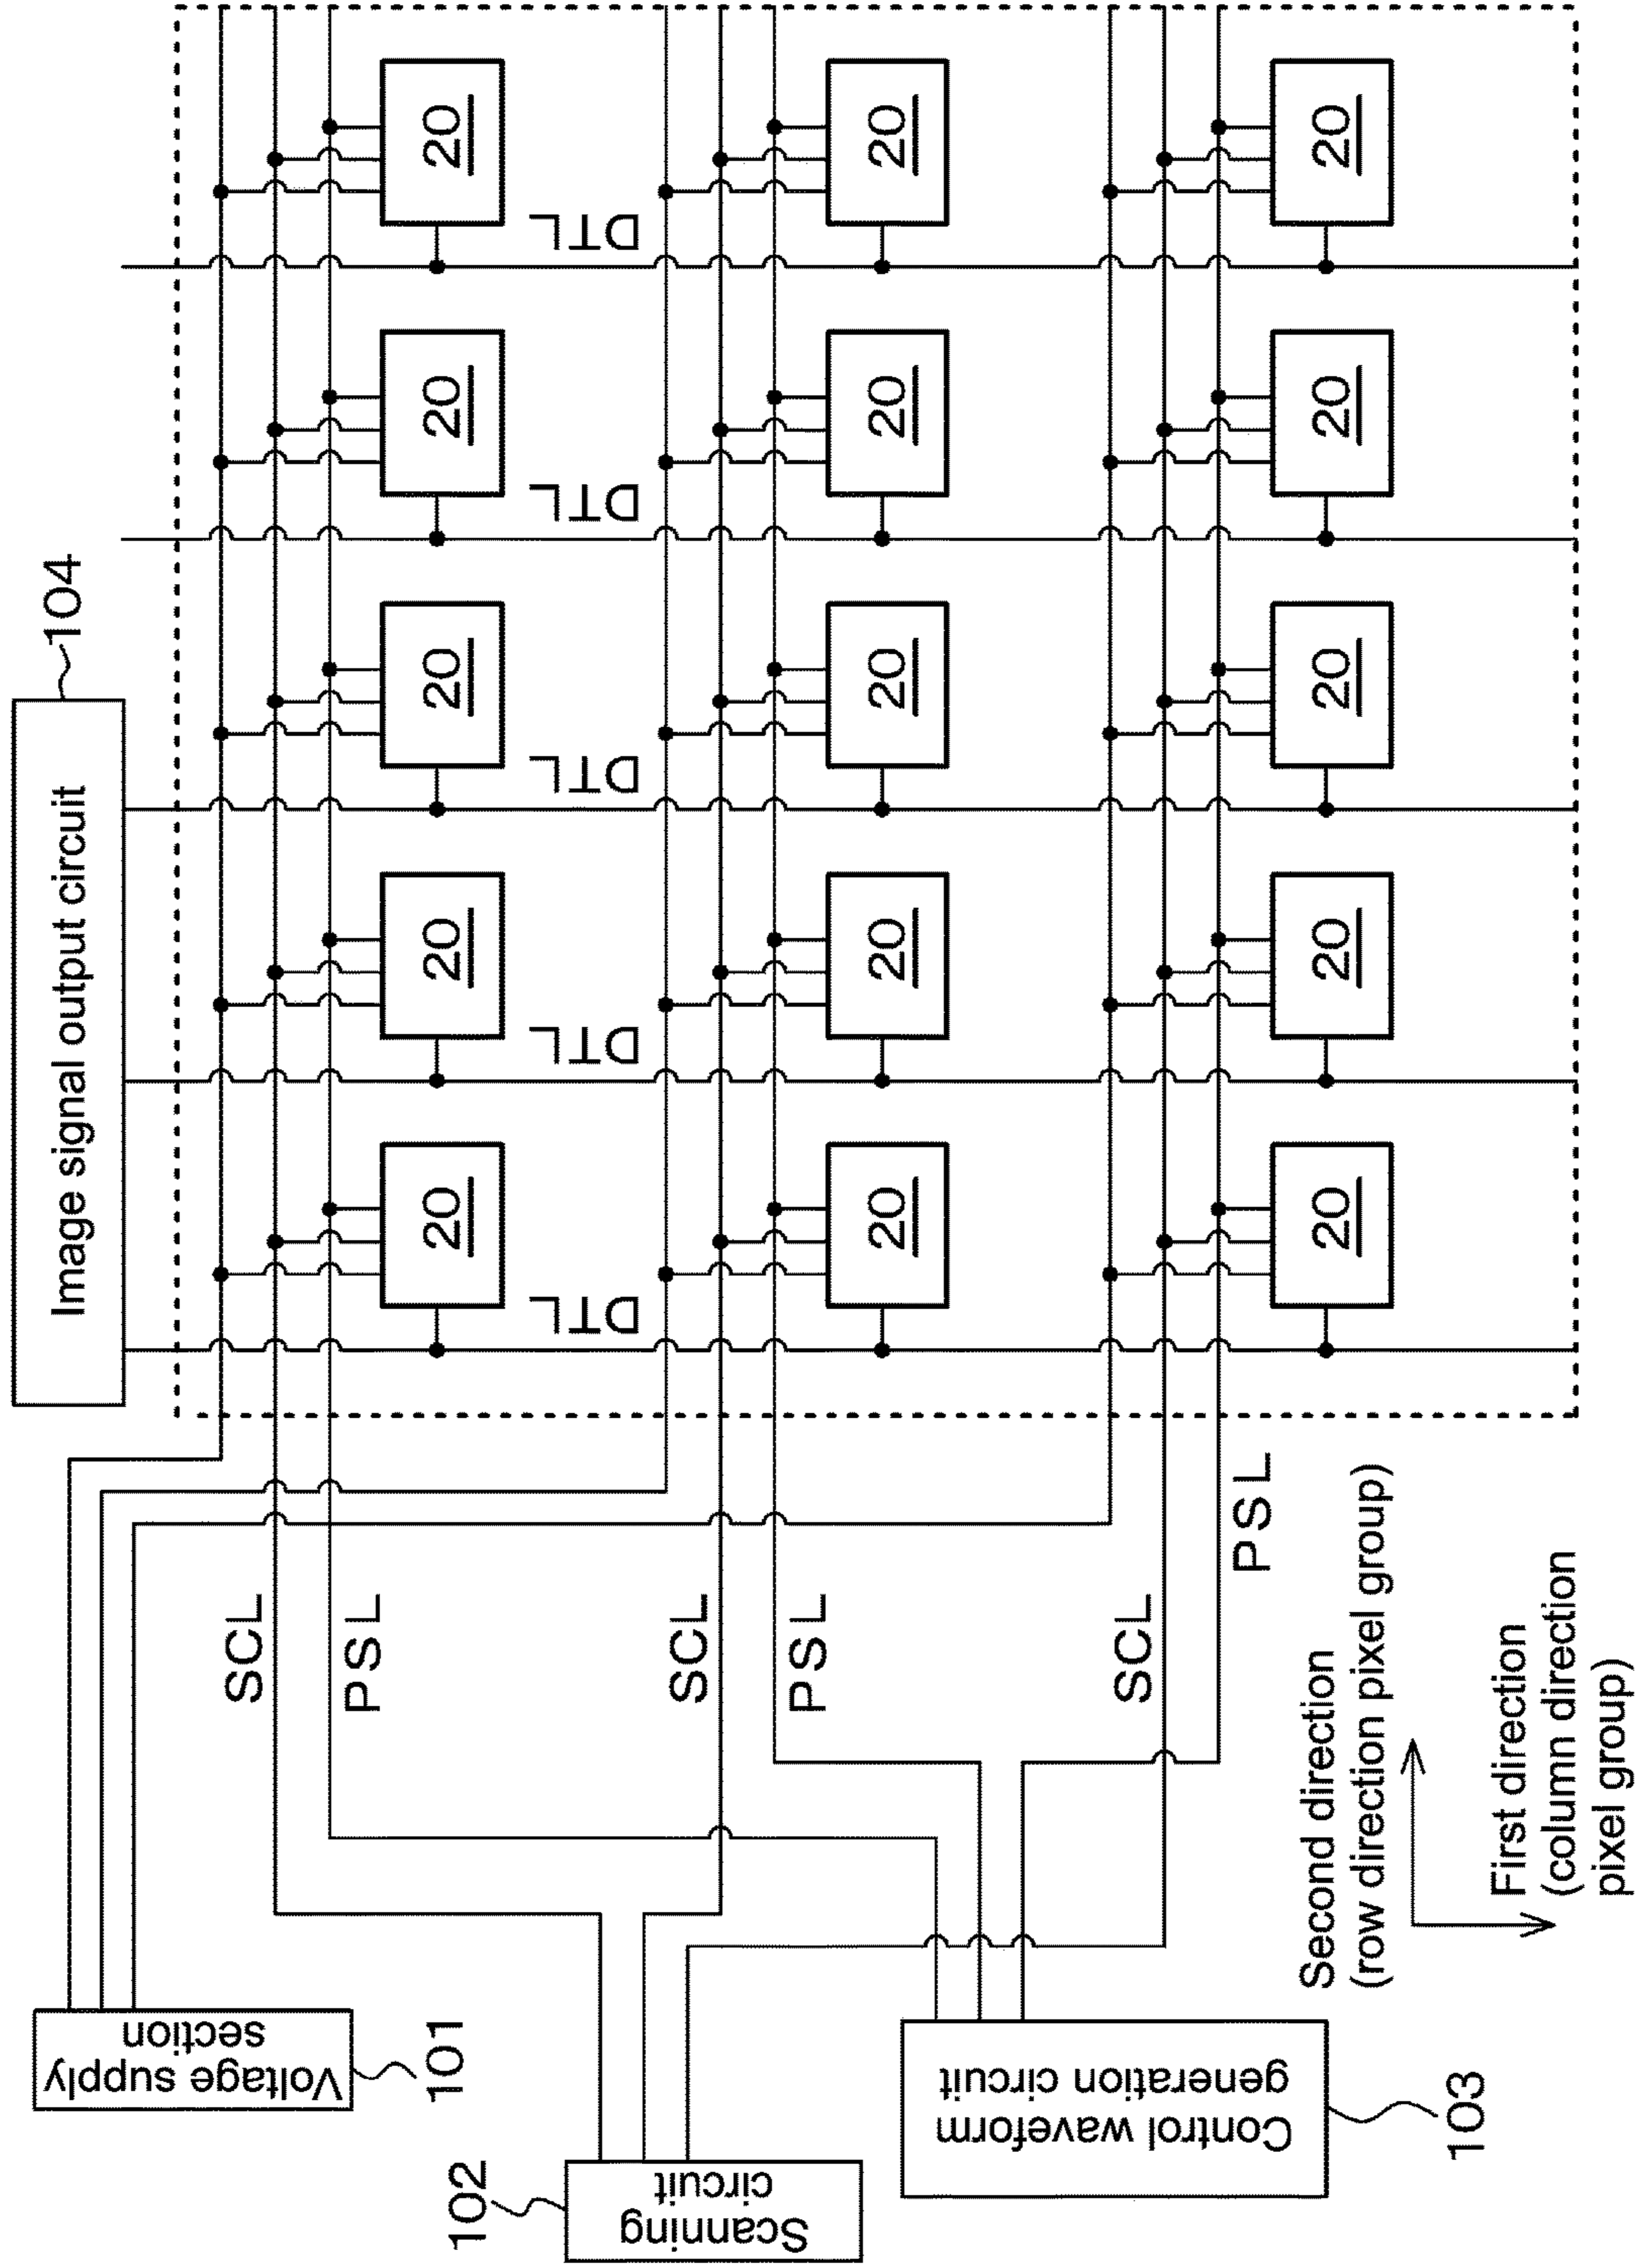 Image signal output circuit
104
20
20
20
20
20
DTL
DTL
DTL
DTL
DTL
20
20
20
20
20
20
20
20
20
20
Voltage supply
section
101
SCL
PSL
SCL
PSL
SCL
PSL
Scanning
circuit
102
Control waveform
generation circuit
103
Second direction
(row direction pixel group)
First direction
(column direction
pixel group)